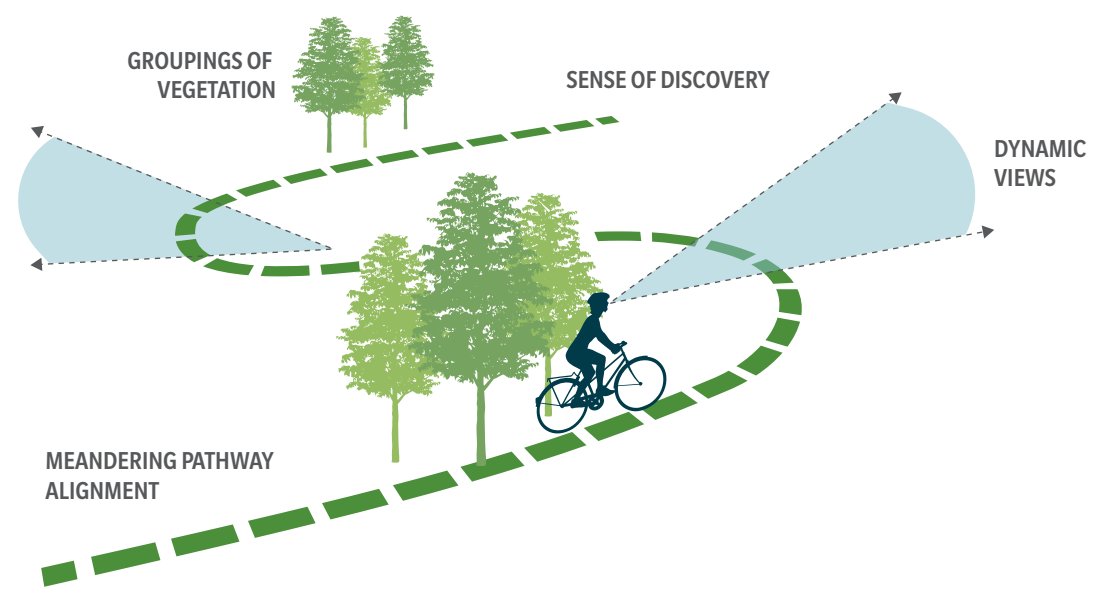 GROUPINGS OF
VEGETATION
SENSE OF DISCOVERY
DYNAMIC
VIEWS
MEANDERING PATHWAY
ALIGNMENT